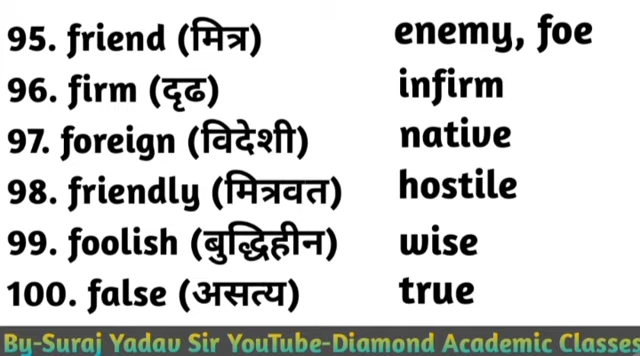 95. friend (मित्र) enemy, foe
96. firm (दृढ) infirm
97. foreign (विदेशी) native
98. friendly (मित्रवत) hostile
99. foolish (बुद्धिहीन) wise
100. false (असत्य) true
By-Suraj Yadav Sir YouTube-Diamond Academic Classes